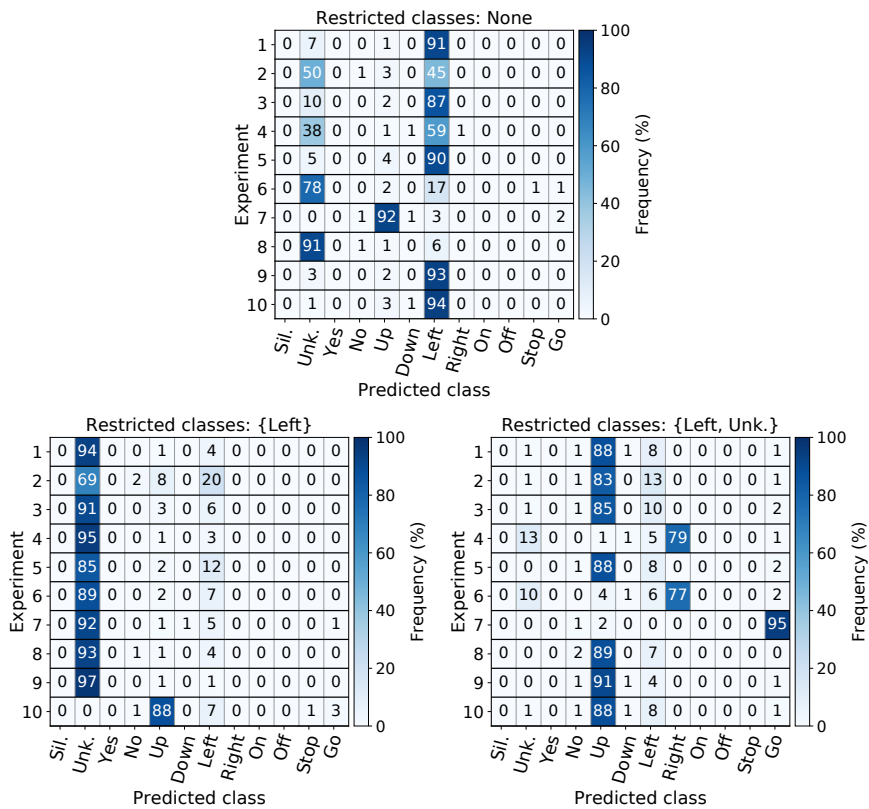 Restricted classes: None
1 0 7 0 0 1 0 91 0 0 0 0 0
2 0 50 0 1 3 0 45 0 0 0 0 0
3 0 10 0 0 2 0 87 0 0 0 0 0
4 0 38 0 0 1 1 59 1 0 0 0 0
5 0 5 0 0 4 0 90 0 0 0 0 0
6 0 78 0 0 2 0 17 0 0 0 1 1
7 0 0 0 1 92 1 3 0 0 0 0 2
8 0 91 0 1 1 0 6 0 0 0 0 0
9 0 3 0 0 2 0 93 0 0 0 0 0
10 0 1 0 0 3 1 94 0 0 0 0 0
Experiment
Sil. Unk. Yes No Up Down Left Right On Off Stop Go
Predicted class
100
80
60
40
20
0
Frequency (%)
Restricted classes: {Left}
1 0 94 0 0 1 0 4 0 0 0 0 0
2 0 69 0 2 8 0 20 0 0 0 0 0
3 0 91 0 0 3 0 6 0 0 0 0 0
4 0 95 0 0 1 0 3 0 0 0 0 0
5 0 85 0 0 2 0 12 0 0 0 0 0
6 0 89 0 0 2 0 7 0 0 0 0 0
7 0 92 0 0 1 1 5 0 0 0 0 1
8 0 93 0 1 1 0 4 0 0 0 0 0
9 0 97 0 0 1 0 1 0 0 0 0 0
10 0 0 0 1 88 0 7 0 0 0 1 3
Experiment
Sil. Unk. Yes No Up Down Left Right On Off Stop Go
Predicted class
100
80
60
40
20
0
Frequency (%)
Restricted classes: {Left, Unk.}
1 0 1 0 1 88 1 8 0 0 0 0 1
2 0 1 0 1 83 0 13 0 0 0 0 1
3 0 1 0 1 85 0 10 0 0 0 0 2
4 0 13 0 0 1 1 5 79 0 0 0 1
5 0 0 0 1 88 0 8 0 0 0 0 2
6 0 10 0 0 4 1 6 77 0 0 0 2
7 0 0 0 1 2 0 0 0 0 0 0 95
8 0 0 0 2 89 0 7 0 0 0 0 0
9 0 0 0 1 91 1 4 0 0 0 0 1
10 0 1 0 1 88 1 8 0 0 0 0 1
Experiment
Sil. Unk. Yes No Up Down Left Right On Off Stop Go
Predicted class
100
80
60
40
20
0
Frequency (%)